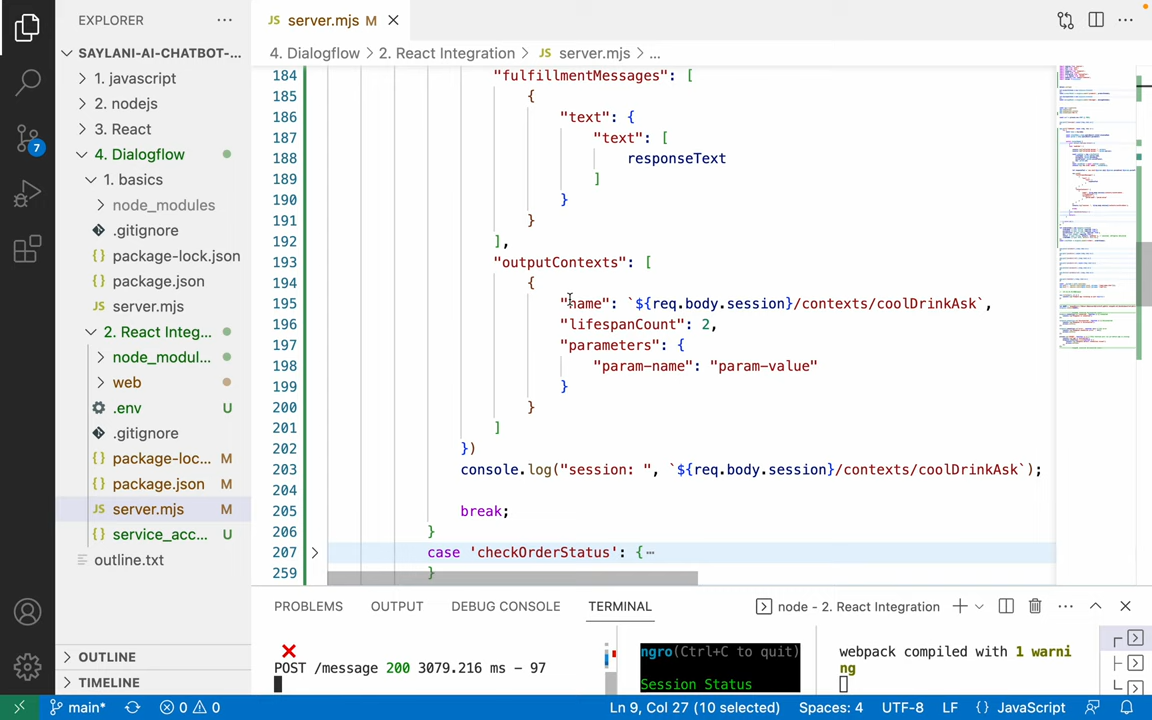 EXPLORER
SAYLANI-AI-CHATBOT-...
1. javascript
2. nodejs
3. React
4. Dialogflow
1. basics
node_modules
.gitignore
package-lock.json
package.json
server.mjs
2. React Integ...
node_modul...
web
.env U
.gitignore
package-loc... M
package.json M
server.mjs M
service_acc... U
outline.txt
OUTLINE
TIMELINE
7
JS server.mjs M
4. Dialogflow > 2. React Integration > JS server.mjs > ...
184 "fulfillmentMessages": [
185 {
186 "text": {
187 "text": [
188 responseText
189 ]
190 }
191 }
192 ],
193 "outputContexts": [
194 {
195 "name": `${req.body.session}/contexts/coolDrinkAsk`,
196 "lifespanCount": 2,
197 "parameters": {
198 "param-name": "param-value"
199 }
200 }
201 ]
202 })
203 console.log("session: ", `${req.body.session}/contexts/coolDrinkAsk`);
204
205 break;
206 }
207 case 'checkOrderStatus': {
259 }
PROBLEMS OUTPUT DEBUG CONSOLE TERMINAL node - 2. React Integration
POST /message 200 3079.216 ms - 97
ngro(Ctrl+C to quit)
Session Status
webpack compiled with 1 warni
ng
main* 0 0 Ln 9, Col 27 (10 selected) Spaces: 4 UTF-8 LF {} JavaScript